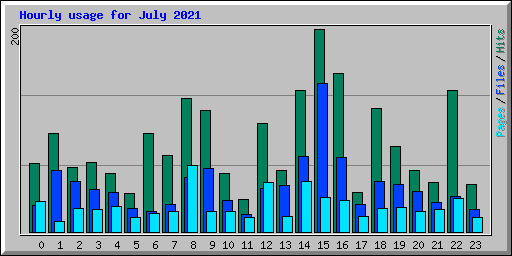 Hourly usage for July 2021
200
Pages / Files / Hits
0 1 2 3 4 5 6 7 8 9 10 11 12 13 14 15 16 17 18 19 20 21 22 23